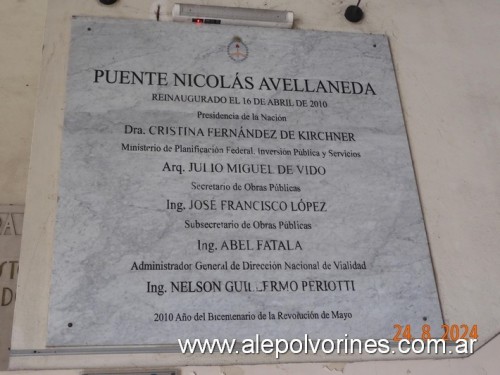 PUENTE NICOLÁS AVELLANEDA
REINAUGURADO EL 16 DE ABRIL DE 2010
Presidencia de la Nación
Dra. CRISTINA FERNÁNDEZ DE KIRCHNER
Ministerio de Planificación Federal, Inversión Pública y Servicios
Arq. JULIO MIGUEL DE VIDO
Secretario de Obras Públicas
Ing. JOSÉ FRANCISCO LÓPEZ
Subsecretario de Obras Públicas
Ing. ABEL FATALA
Administrador General de Dirección Nacional de Vialidad
Ing. NELSON GUILLERMO PERIOTTI
2010 Año del Bicentenario de la Revolución de Mayo
24.8.2024
www.alepolvorines.com.ar